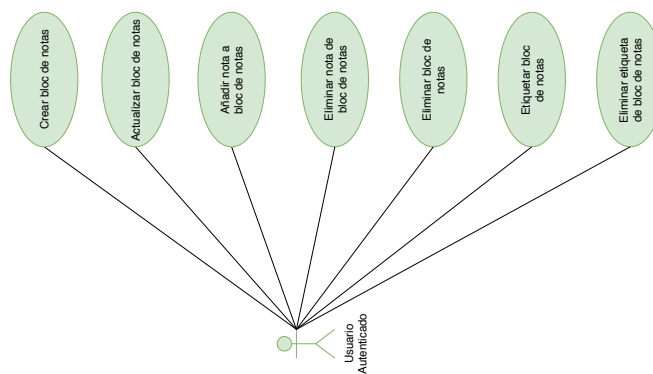 Crear bloc de notas
Actualizar bloc de notas
Añadir nota a
bloc de notas
Eliminar nota de
bloc de notas
Eliminar bloc de
notas
Etiquetar bloc
de notas
Eliminar etiqueta
de bloc de notas
Usuario
Autenticado